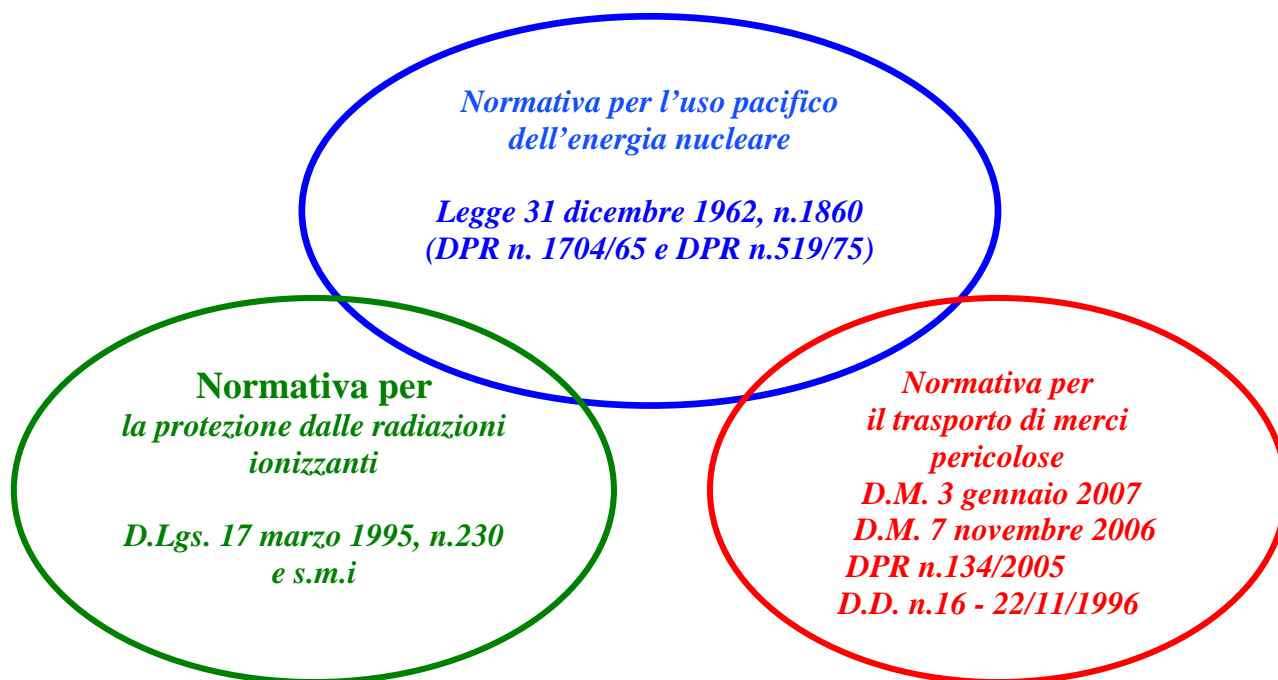 Normativa per l’uso pacifico
dell’energia nucleare
Legge 31 dicembre 1962, n.1860
(DPR n. 1704/65 e DPR n.519/75)
Normativa per
la protezione dalle radiazioni
ionizzanti
D.Lgs. 17 marzo 1995, n.230
e s.m.i
Normativa per
il trasporto di merci
pericolose
D.M. 3 gennaio 2007
D.M. 7 novembre 2006
DPR n.134/2005
D.D. n.16 - 22/11/1996